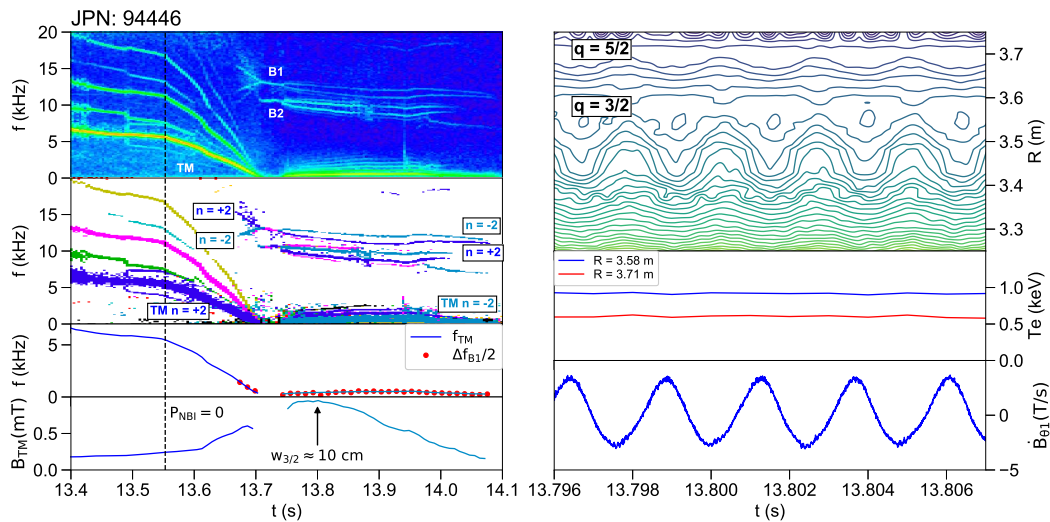 JPN: 94446
20
15
10
5
0
f (kHz)
B1
B2
TM
15
10
5
0
f (kHz)
n = +2
n = -2
n = -2
n = +2
TM n = +2
TM n = -2
5
0
f (kHz)
f_TM
Δf_B1/2
P_NBI = 0
0.5
0.0
B_TM(mT)
w_3/2 ≈ 10 cm
13.4 13.5 13.6 13.7 13.8 13.9 14.0 14.1
t (s)
q = 5/2
q = 3/2
3.7
3.6
3.5
3.4
3.3
R (m)
R = 3.58 m
R = 3.71 m
1.0
0.5
0.0
Te (keV)
0
−5
Ḃ_θ1(T/s)
13.796 13.798 13.800 13.802 13.804 13.806
t (s)